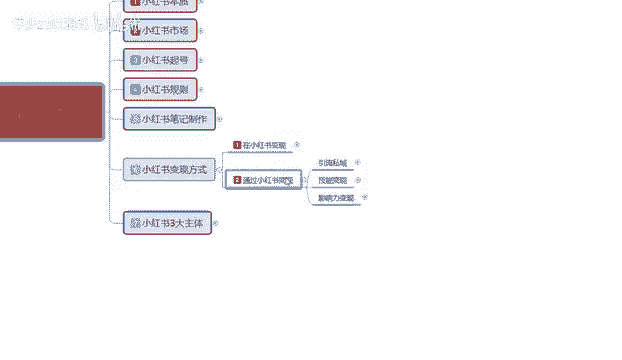 1 小红书本质
2 小红书市场
3 小红书起号
4 小红书规则
小红书笔记制作
小红书变现方式
1 在小红书变现
2 通过小红书变现
引流私域
技能变现
影响力变现
小红书3大主体